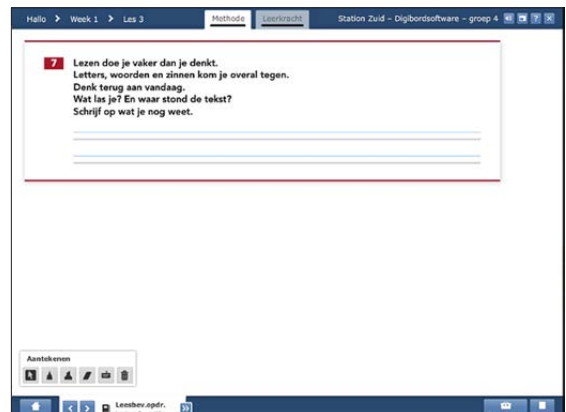 Hallo > Week 1 > Les 3
Methode
Leerkracht
Station Zuid – Digibordsoftware – groep 4
7
Lezen doe je vaker dan je denkt.
Letters, woorden en zinnen kom je overal tegen.
Denk terug aan vandaag.
Wat las je? En waar stond de tekst?
Schrijf op wat je nog weet.
Aantekenen
Leesbev.opdr.